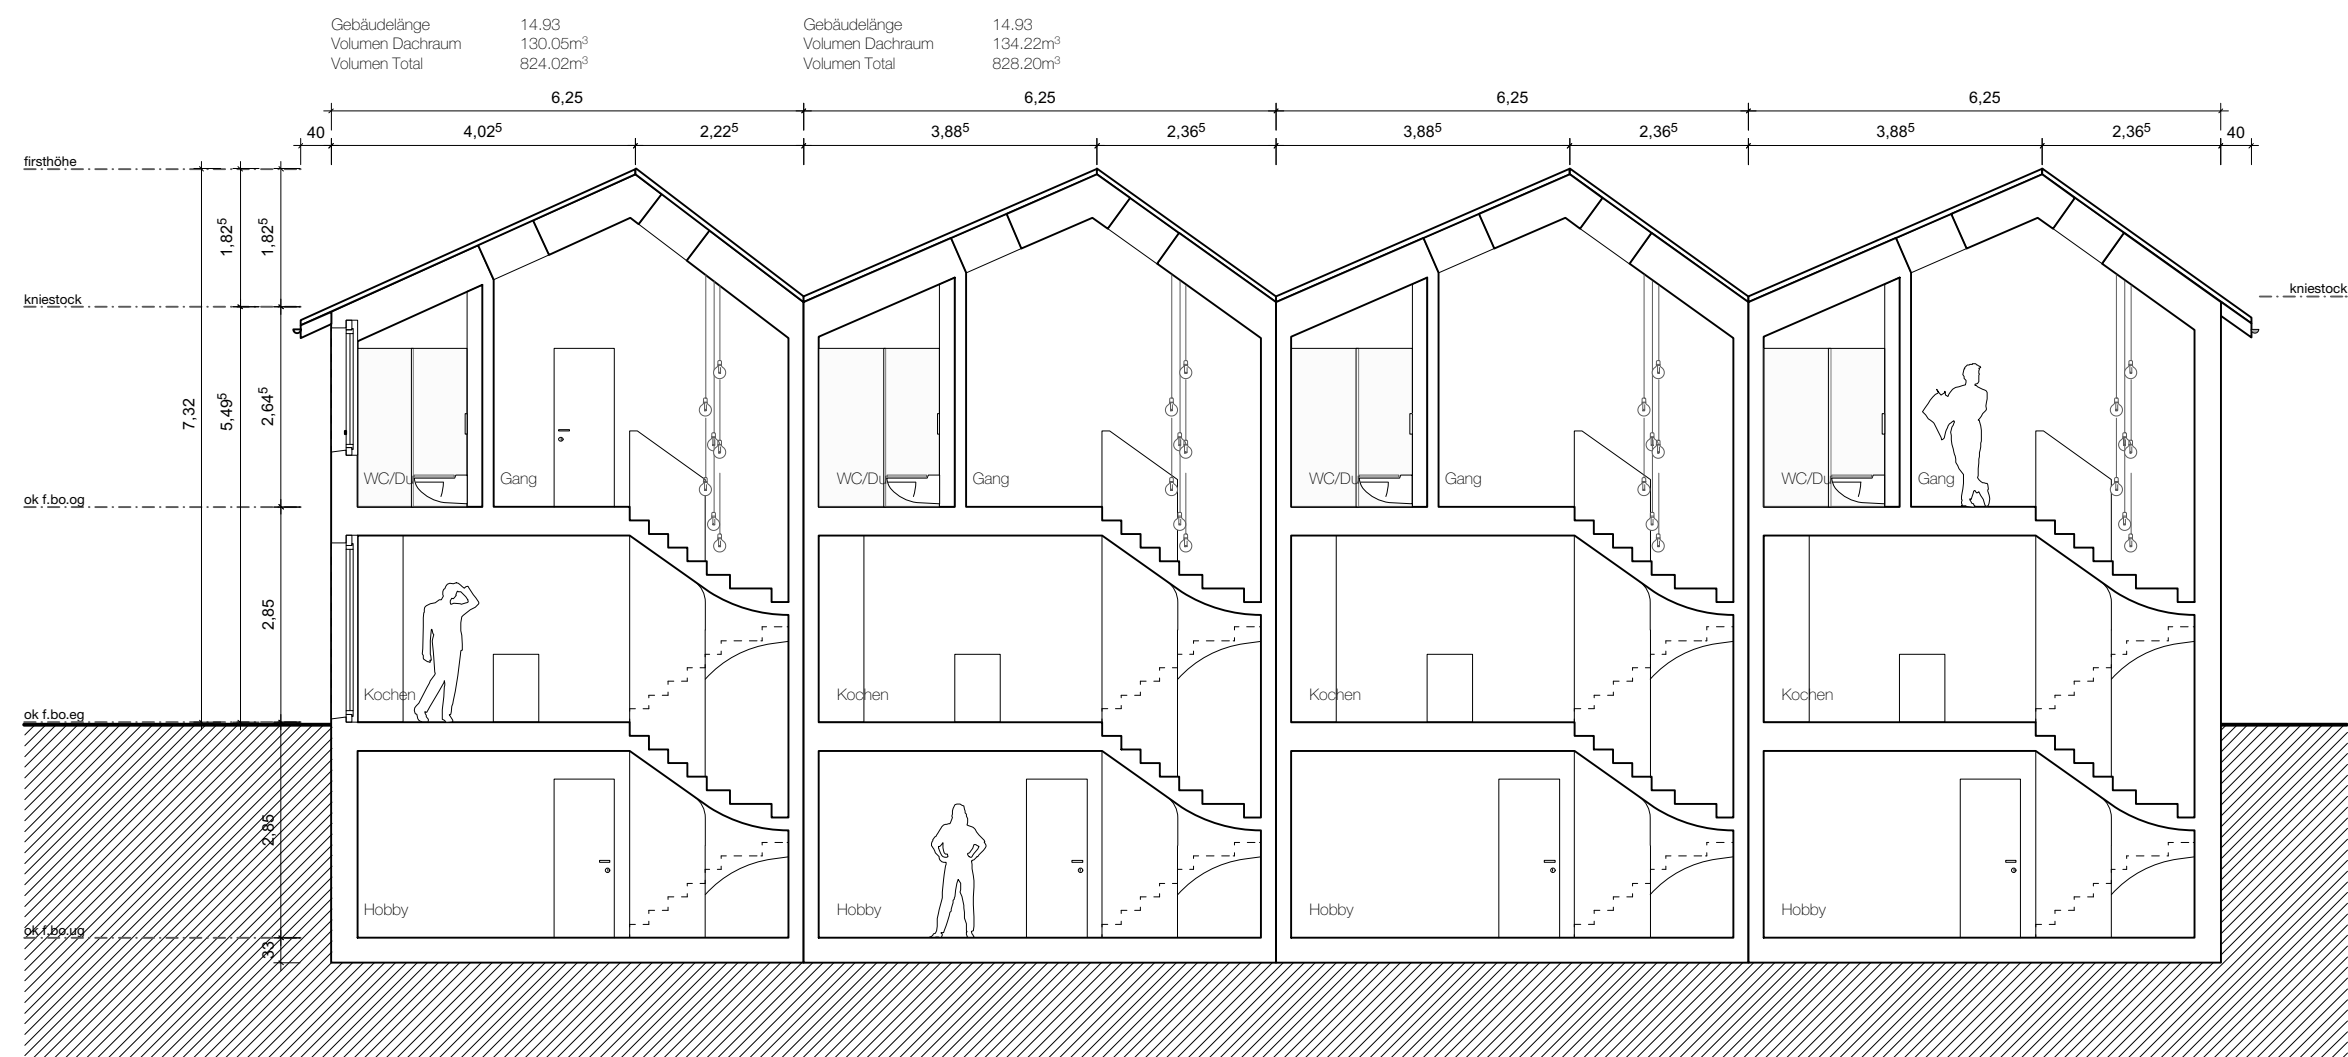 Gebäudelänge 14.93 Gebäudelänge 14.93
Volumen Dachraum 130.05m³ Volumen Dachraum 134.22m³
Volumen Total 824.02m³ Volumen Total 828.20m³
6,25 6,25 6,25 6,25
40 4,02⁵ 2,22⁵ 3,88⁵ 2,36⁵ 3,88⁵ 2,36⁵ 3,88⁵ 2,36⁵ 40
firsthöhe
1,82⁵ 1,82⁵
kniestock kniestock
7,32 5,49⁵ 2,64⁵
WC/Du Gang WC/Du Gang WC/Du Gang WC/Du Gang
ok f.bo.og
2,85
Kochen Kochen Kochen Kochen
ok f.bo.eg
2,85
Hobby Hobby Hobby Hobby
ok f.bo.ug
33